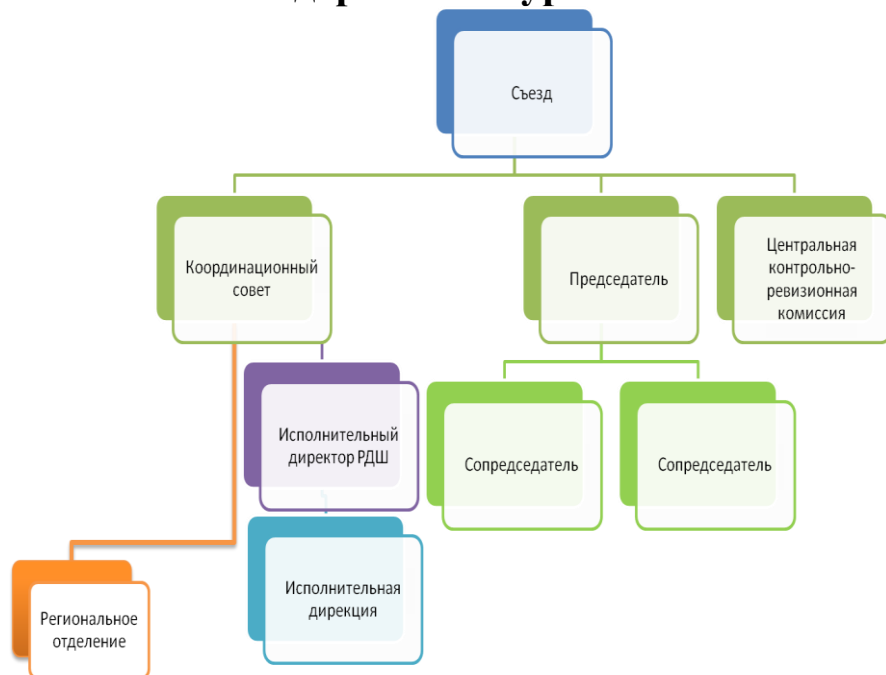 Съезд
Координационный
совет
Председатель
Центральная
контрольно-
ревизионная
комиссия
Исполнительный
директор РДШ
Сопредседатель
Сопредседатель
Исполнительная
дирекция
Региональное
отделение